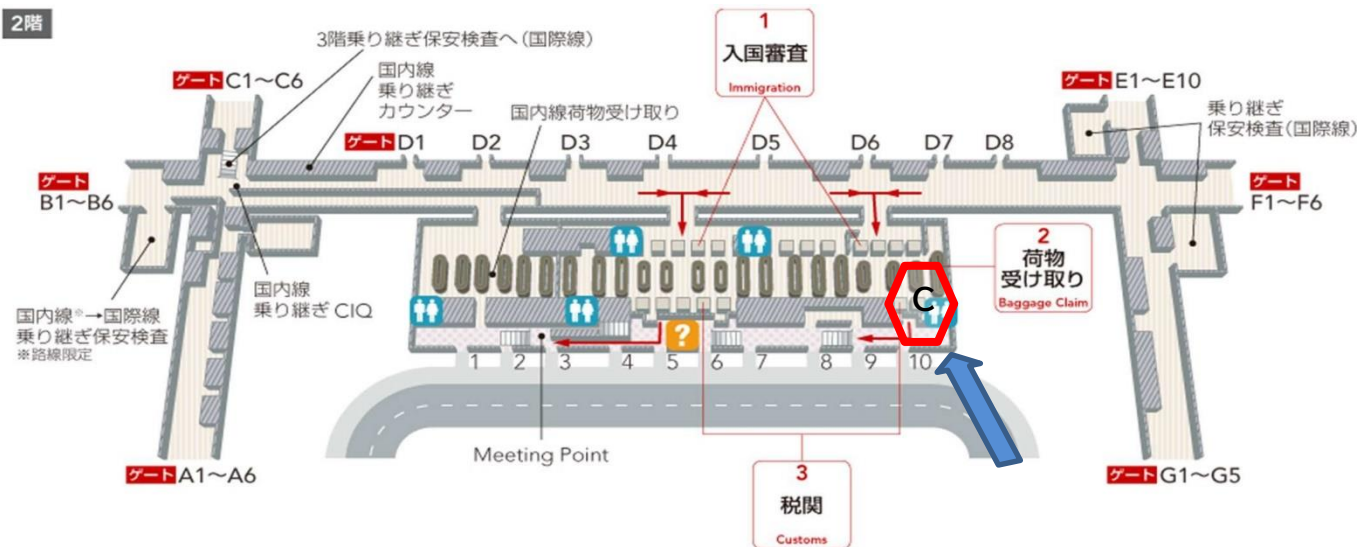 2階
3階乗り継ぎ保安検査へ(国際線)
ゲート C1～C6
国内線
乗り継ぎ
カウンター
国内線荷物受け取り
1
入国審査
Immigration
ゲート E1～E10
乗り継ぎ
保安検査(国際線)
ゲート D1 D2 D3 D4 D5 D6 D7 D8
ゲート
B1～B6
ゲート
F1～F6
2
荷物
受け取り
Baggage Claim
C
国内線
乗り継ぎ CIQ
国内線※→国際線
乗り継ぎ保安検査
※路線限定
?
1 2 3 4 5 6 7 8 9 10
Meeting Point
ゲート A1～A6
3
税関
Customs
ゲート G1～G5